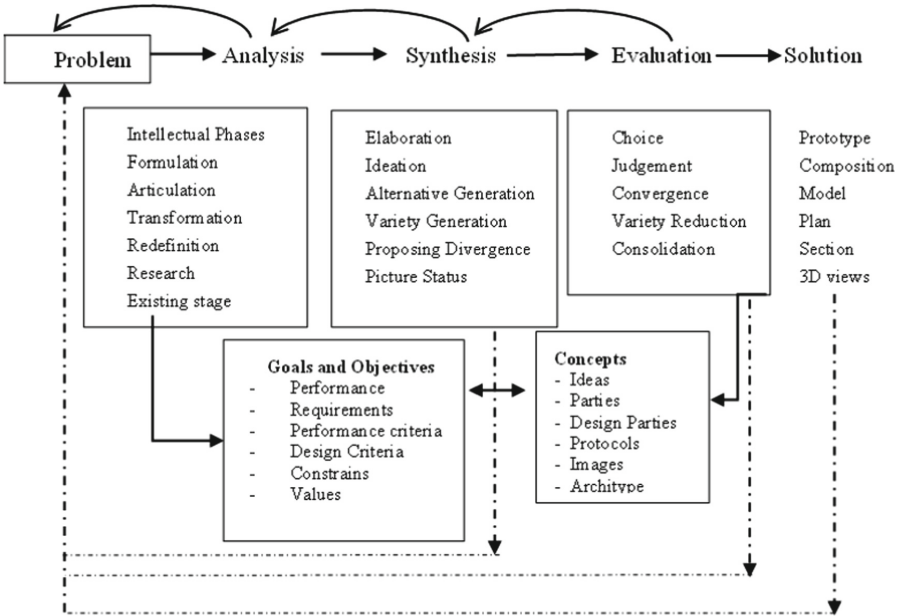 Problem
Analysis
Synthesis
Evaluation
Solution
Intellectual Phases
Formulation
Articulation
Transformation
Redefinition
Research
Existing stage
Elaboration
Ideation
Alternative Generation
Variety Generation
Proposing Divergence
Picture Status
Choice
Judgement
Convergence
Variety Reduction
Consolidation
Prototype
Composition
Model
Plan
Section
3D views
Goals and Objectives
- Performance
- Requirements
- Performance criteria
- Design Criteria
- Constrains
- Values
Concepts
- Ideas
- Parties
- Design Parties
- Protocols
- Images
- Architype